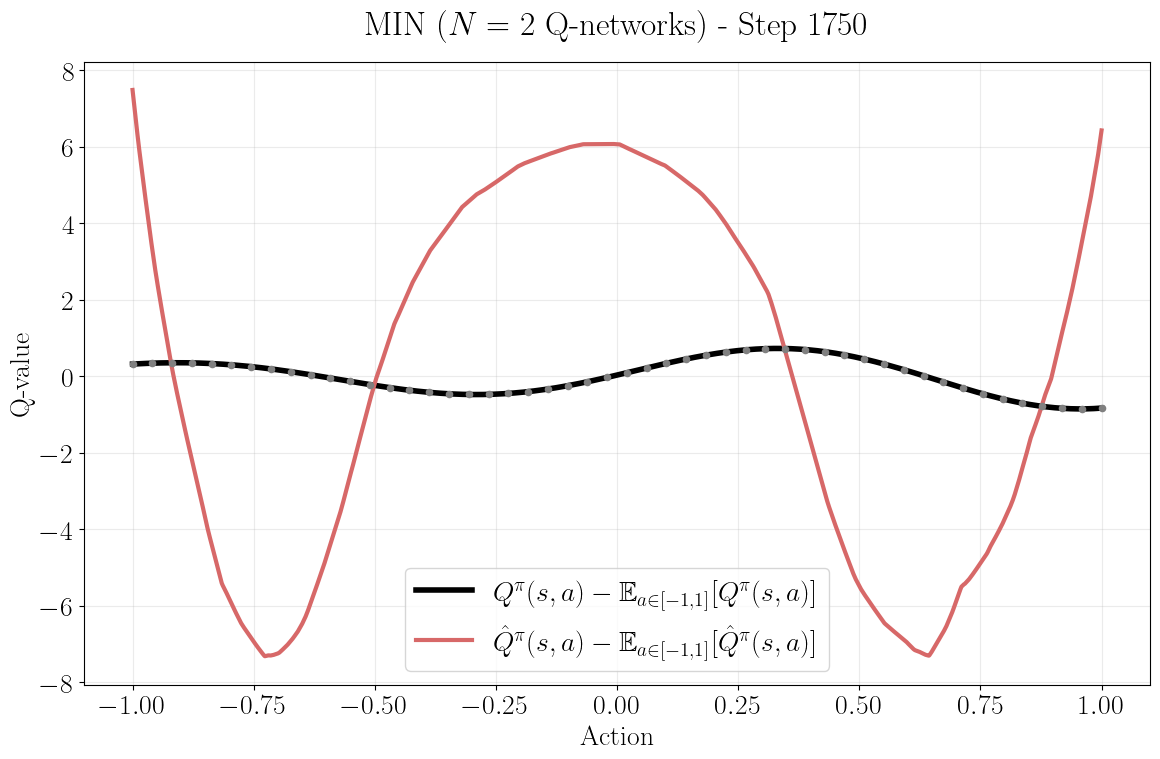 MIN (N = 2 Q-networks) - Step 1750
8
6
4
2
0
−2
−4
−6
−8
Q-value
Q^π(s, a) − 𝔼_{a∈[−1,1]}[Q^π(s, a)]
Q̂^π(s, a) − 𝔼_{a∈[−1,1]}[Q̂^π(s, a)]
−1.00 −0.75 −0.50 −0.25 0.00 0.25 0.50 0.75 1.00
Action